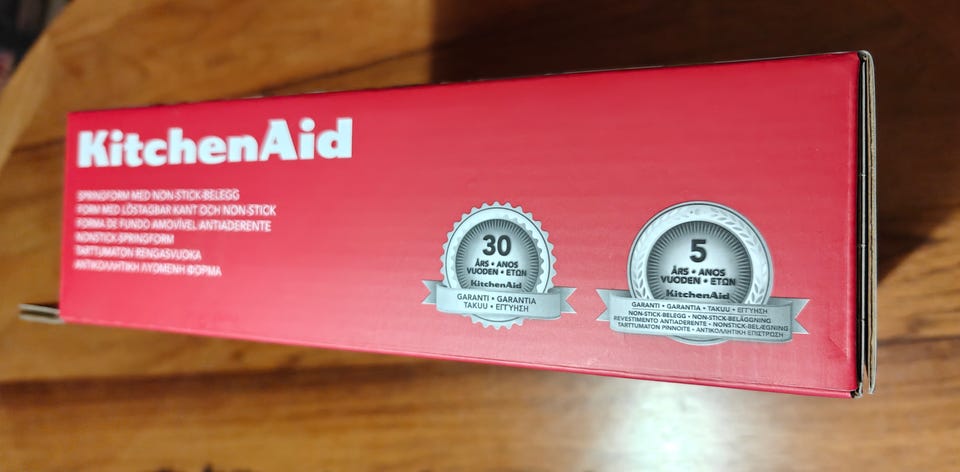 KitchenAid
SPRINGFORM MED NON-STICK-BELEGG
FORM MED LÖSTAGBAR KANT OCH NON-STICK
FORMA DE FUNDO AMOVÍVEL ANTIADERENTE
NONSTICK-SPRINGFORM
TARTTUMATON RENGASVUOKA
ΑΝΤΙΚΟΛΛΗΤΙΚΗ ΛΥΟΜΕΝΗ ΦΟΡΜΑ
30
ÅRS • ANOS
VUODEN • ΕΤΩΝ
KitchenAid
GARANTI • GARANTIA
TAKUU • ΕΓΓΥΗΣΗ
5
ÅRS • ANOS
VUODEN • ΕΤΩΝ
KitchenAid
GARANTI • GARANTIA • TAKUU • ΕΓΓΥΗΣΗ
NON-STICK-BELEGG • NON-STICK-BELÄGGNING
REVESTIMENTO ANTIADERENTE • NONSTICK-BELÆGNING
TARTTUMATON PINNOITE • ΑΝΤΙΚΟΛΛΗΤΙΚΗ ΕΠΙΣΤΡΩΣΗ